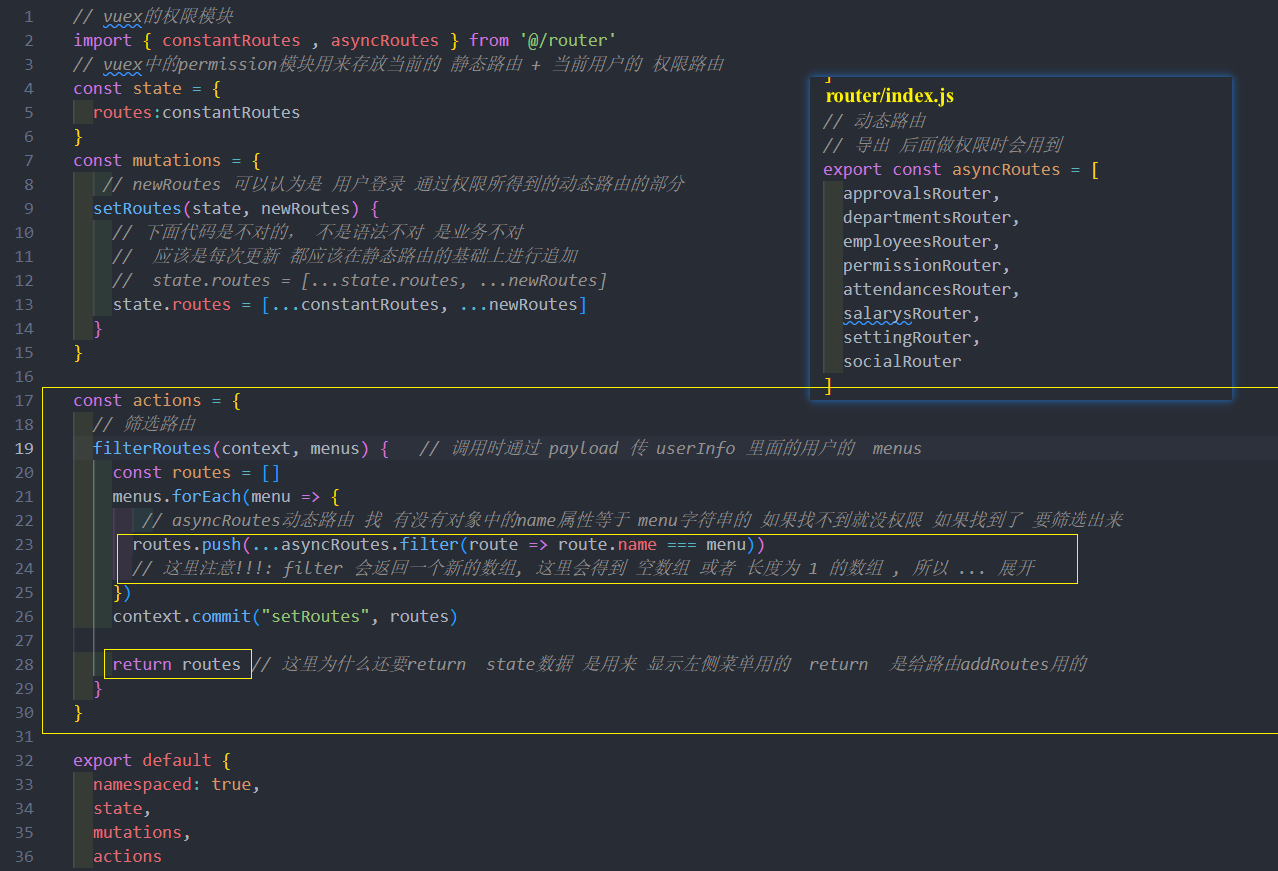 1 // vuex的权限模块
2 import { constantRoutes , asyncRoutes } from '@/router'
3 // vuex中的permission模块用来存放当前的 静态路由 + 当前用户的 权限路由
4 const state = {
5 routes:constantRoutes
6 }
7 const mutations = {
8 // newRoutes 可以认为是 用户登录 通过权限所得到的动态路由的部分
9 setRoutes(state, newRoutes) {
10 // 下面代码是不对的， 不是语法不对 是业务不对
11 // 应该是每次更新 都应该在静态路由的基础上进行追加
12 // state.routes = [...state.routes, ...newRoutes]
13 state.routes = [...constantRoutes, ...newRoutes]
14 }
15 }
16
17 const actions = {
18 // 筛选路由
19 filterRoutes(context, menus) { // 调用时通过 payload 传 userInfo 里面的用户的 menus
20 const routes = []
21 menus.forEach(menu => {
22 // asyncRoutes动态路由 找 有没有对象中的name属性等于 menu字符串的 如果找不到就没权限 如果找到了 要筛选出来
23 routes.push(...asyncRoutes.filter(route => route.name === menu))
24 // 这里注意!!!: filter 会返回一个新的数组, 这里会得到 空数组 或者 长度为 1 的数组 , 所以 ... 展开
25 })
26 context.commit("setRoutes", routes)
27
28 return routes // 这里为什么还要return state数据 是用来 显示左侧菜单用的 return 是给路由addRoutes用的
29 }
30 }
31
32 export default {
33 namespaced: true,
34 state,
35 mutations,
36 actions
]
router/index.js
// 动态路由
// 导出 后面做权限时会用到
export const asyncRoutes = [
approvalsRouter,
departmentsRouter,
employeesRouter,
permissionRouter,
attendancesRouter,
salarysRouter,
settingRouter,
socialRouter
]